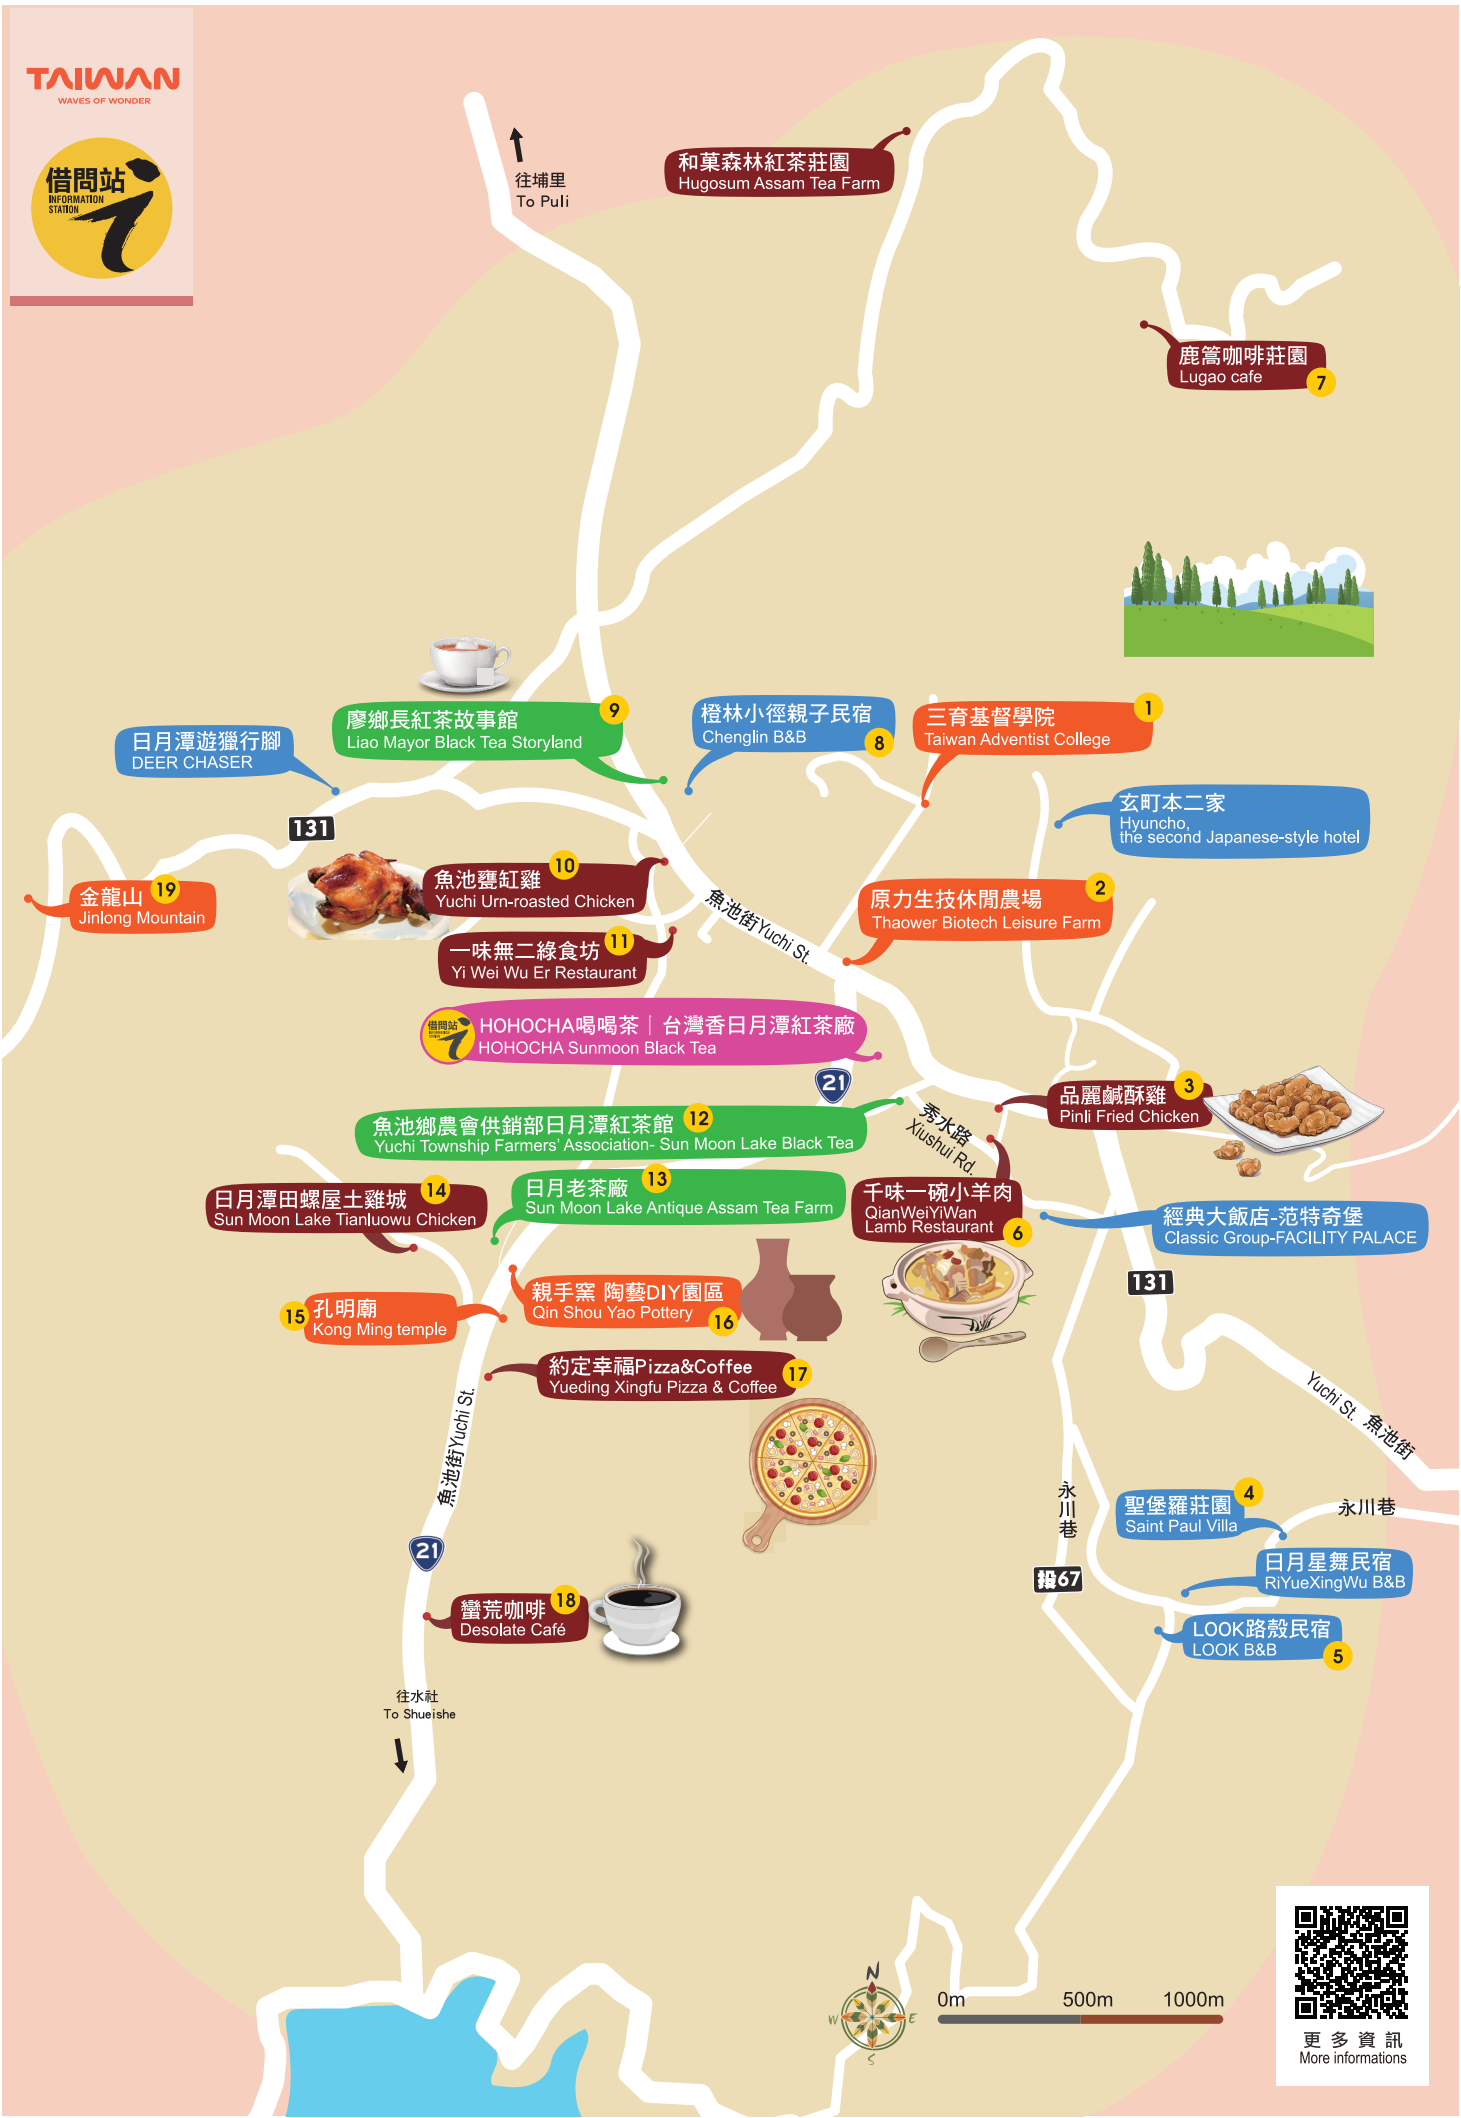 TAIWAN
WAVES OF WONDER
借問站
INFORMATION
STATION
往埔里
To Puli
和菓森林紅茶莊園
Hugosum Assam Tea Farm
鹿篙咖啡莊園
Lugao cafe
7
廖鄉長紅茶故事館
Liao Mayor Black Tea Storyland
9
橙林小徑親子民宿
Chenglin B&B
8
三育基督學院
Taiwan Adventist College
1
日月潭遊獵行腳
DEER CHASER
玄町本二家
Hyuncho,
the second Japanese-style hotel
131
魚池甕缸雞
Yuchi Urn-roasted Chicken
10
金龍山
Jinlong Mountain
19
魚池街Yuchi St.
原力生技休閒農場
Thaower Biotech Leisure Farm
2
一味無二綠食坊
Yi Wei Wu Er Restaurant
11
借問站
HOHOCHA喝喝茶｜台灣香日月潭紅茶廠
HOHOCHA Sunmoon Black Tea
21
品麗鹹酥雞
Pinli Fried Chicken
3
魚池鄉農會供銷部日月潭紅茶館
Yuchi Township Farmers' Association- Sun Moon Lake Black Tea
12
秀水路
Xiushui Rd.
日月潭田螺屋土雞城
Sun Moon Lake Tianluowu Chicken
14
日月老茶廠
Sun Moon Lake Antique Assam Tea Farm
13
千味一碗小羊肉
QianWeiYiWan
Lamb Restaurant
6
經典大飯店-范特奇堡
Classic Group-FACILITY PALACE
131
15
孔明廟
Kong Ming temple
親手窯 陶藝DIY園區
Qin Shou Yao Pottery
16
約定幸福Pizza&Coffee
Yueding Xingfu Pizza & Coffee
17
魚池街Yuchi St.
Yuchi St. 魚池街
永川巷
聖堡羅莊園
Saint Paul Villa
4
永川巷
21
日月星舞民宿
RiYueXingWu B&B
投67
蠻荒咖啡
Desolate Café
18
LOOK路殼民宿
LOOK B&B
5
往水社
To Shueishe
N
W
E
S
0m
500m
1000m
更多資訊
More informations